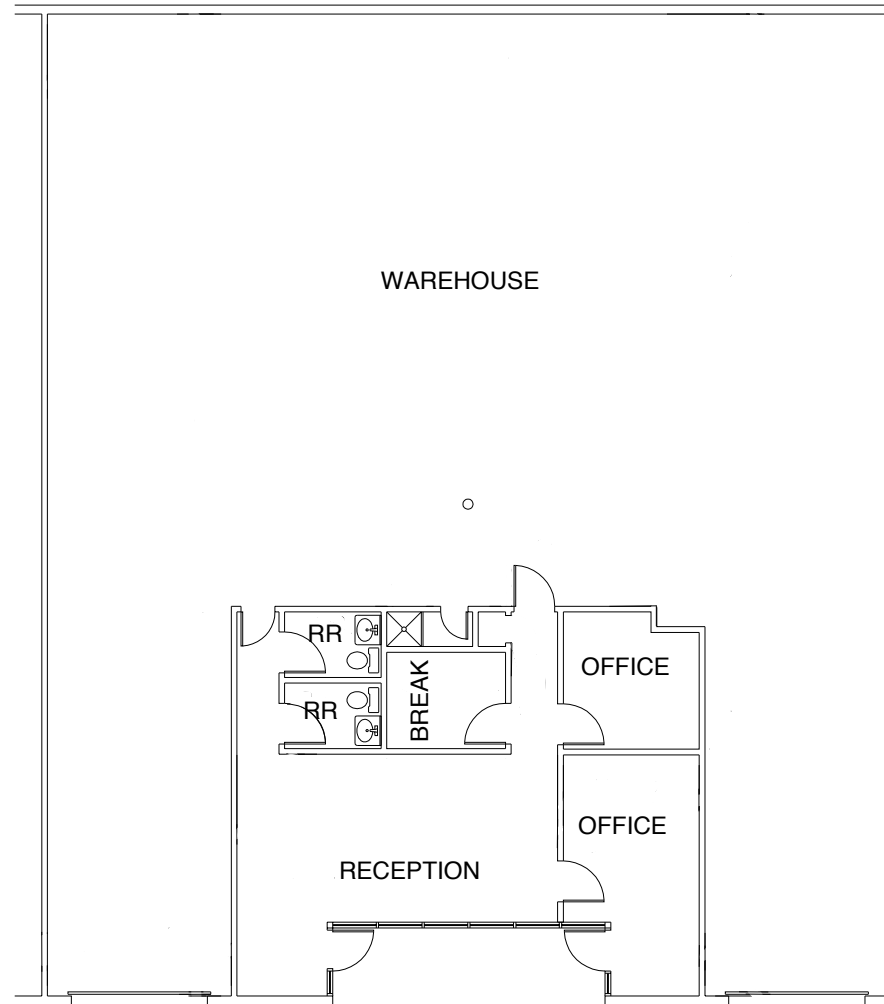 WAREHOUSE
RR
RR
BREAK
OFFICE
OFFICE
RECEPTION